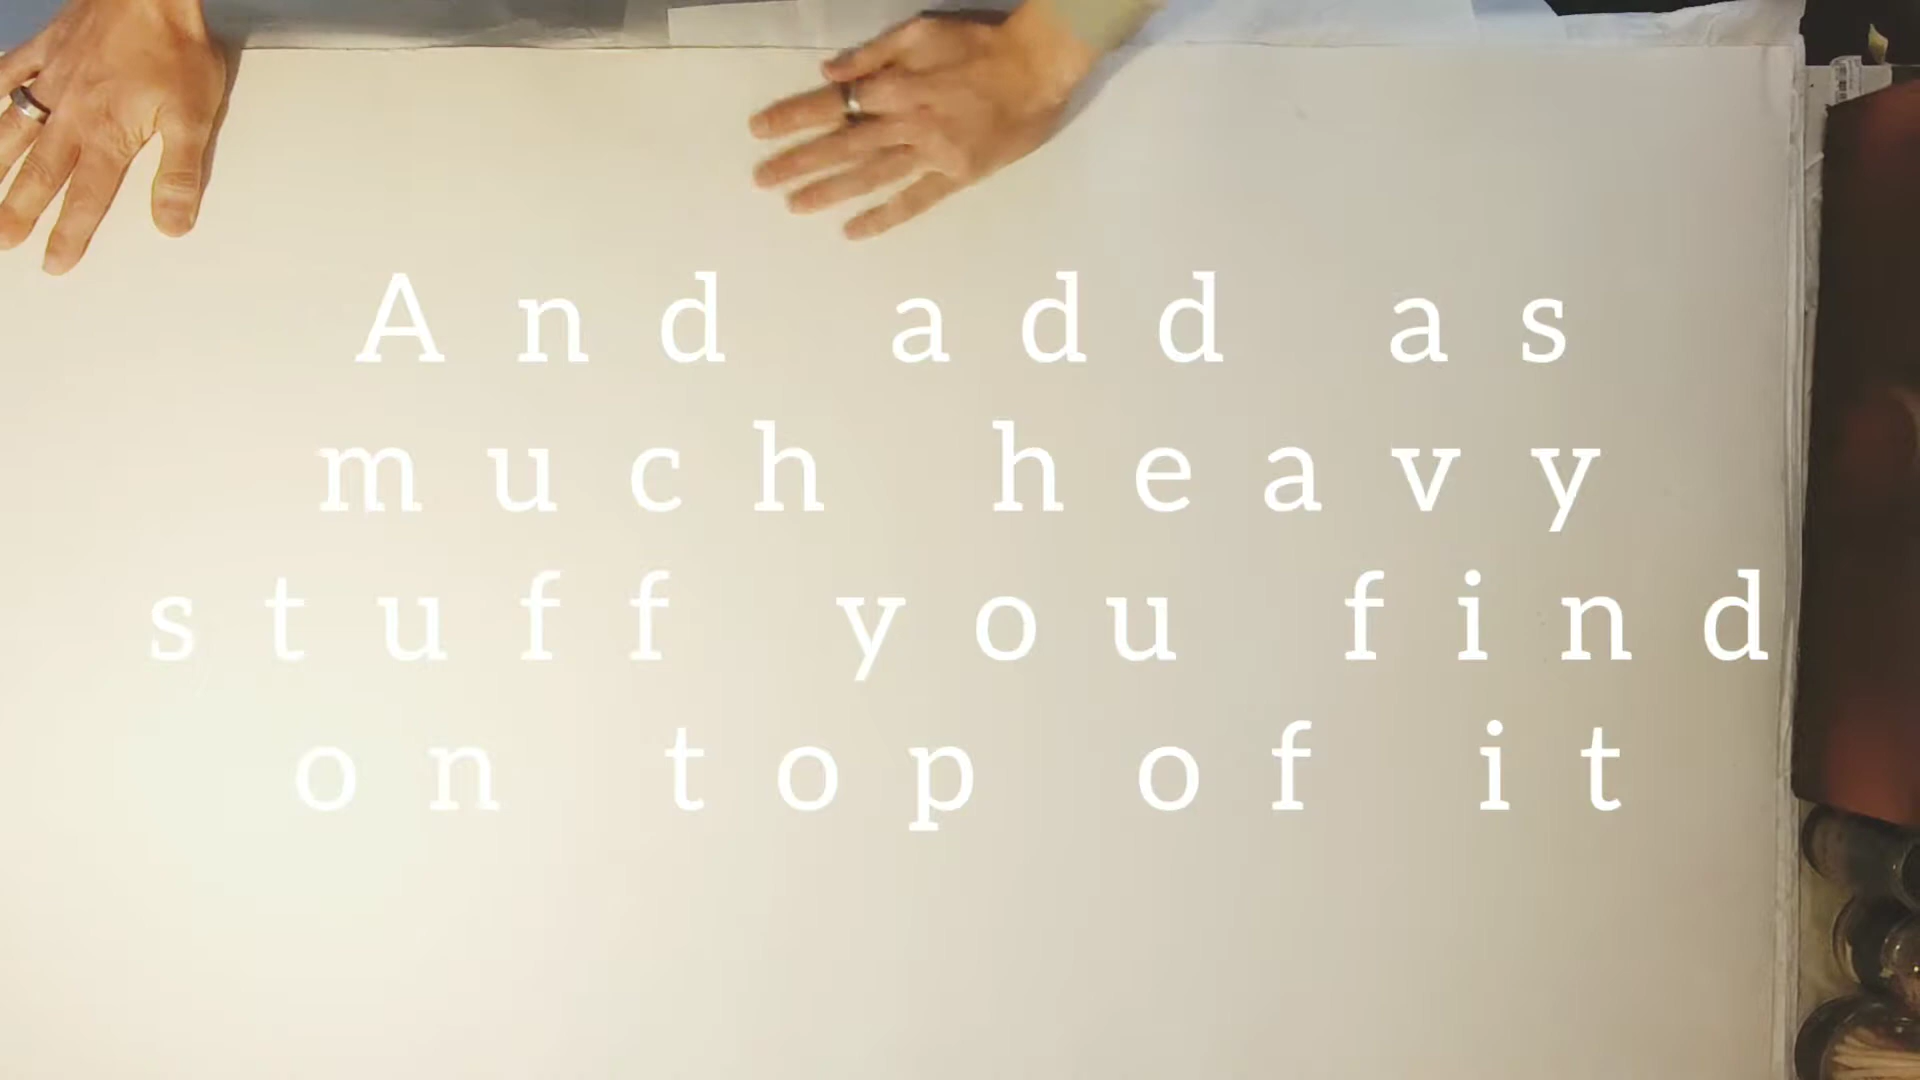 And add as
much heavy
stuff you find
on top of it